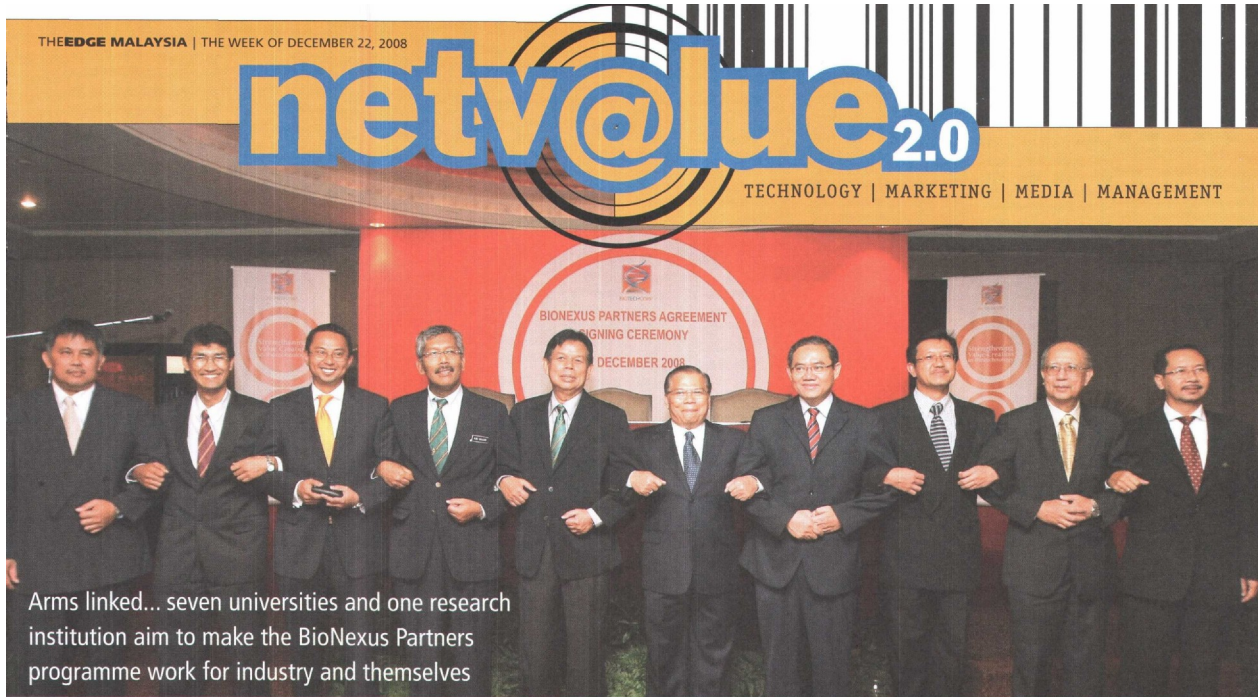 THEEDGE MALAYSIA | THE WEEK OF DECEMBER 22, 2008
netv@lue 2.0
TECHNOLOGY | MARKETING | MEDIA | MANAGEMENT
BIONEXUS PARTNERS AGREEMENT
SIGNING CEREMONY
DECEMBER 2008
Arms linked... seven universities and one research
institution aim to make the BioNexus Partners
programme work for industry and themselves